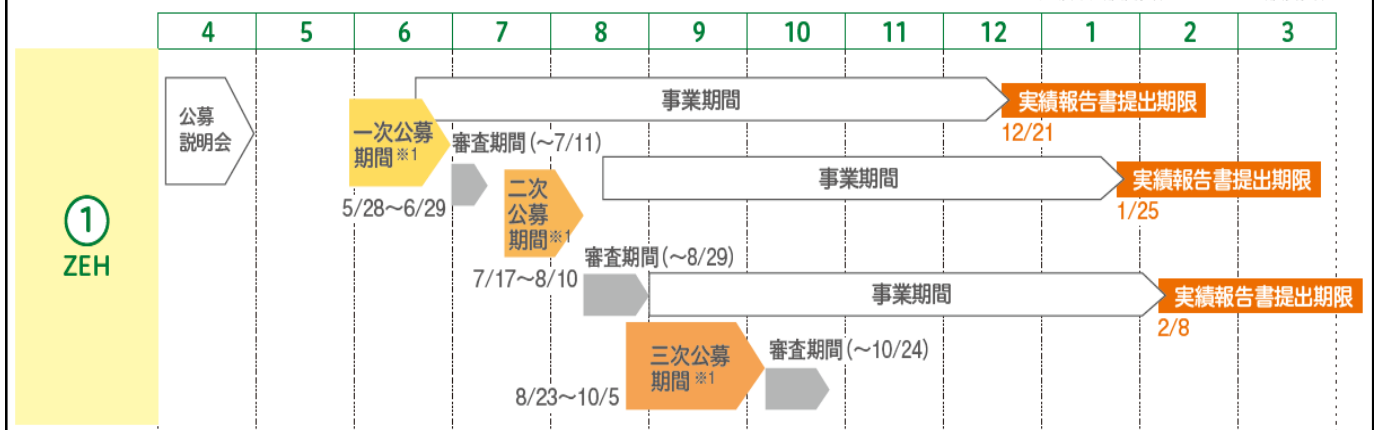 4 5 6 7 8 9 10 11 12 1 2 3
① ZEH
公募
説明会
事業期間
実績報告書提出期限
12/21
一次公募
期間※1
5/28～6/29
審査期間(～7/11)
事業期間
実績報告書提出期限
1/25
二次
公募
期間※1
7/17～8/10
審査期間(～8/29)
事業期間
実績報告書提出期限
2/8
三次公募
期間※1
8/23～10/5
審査期間(～10/24)